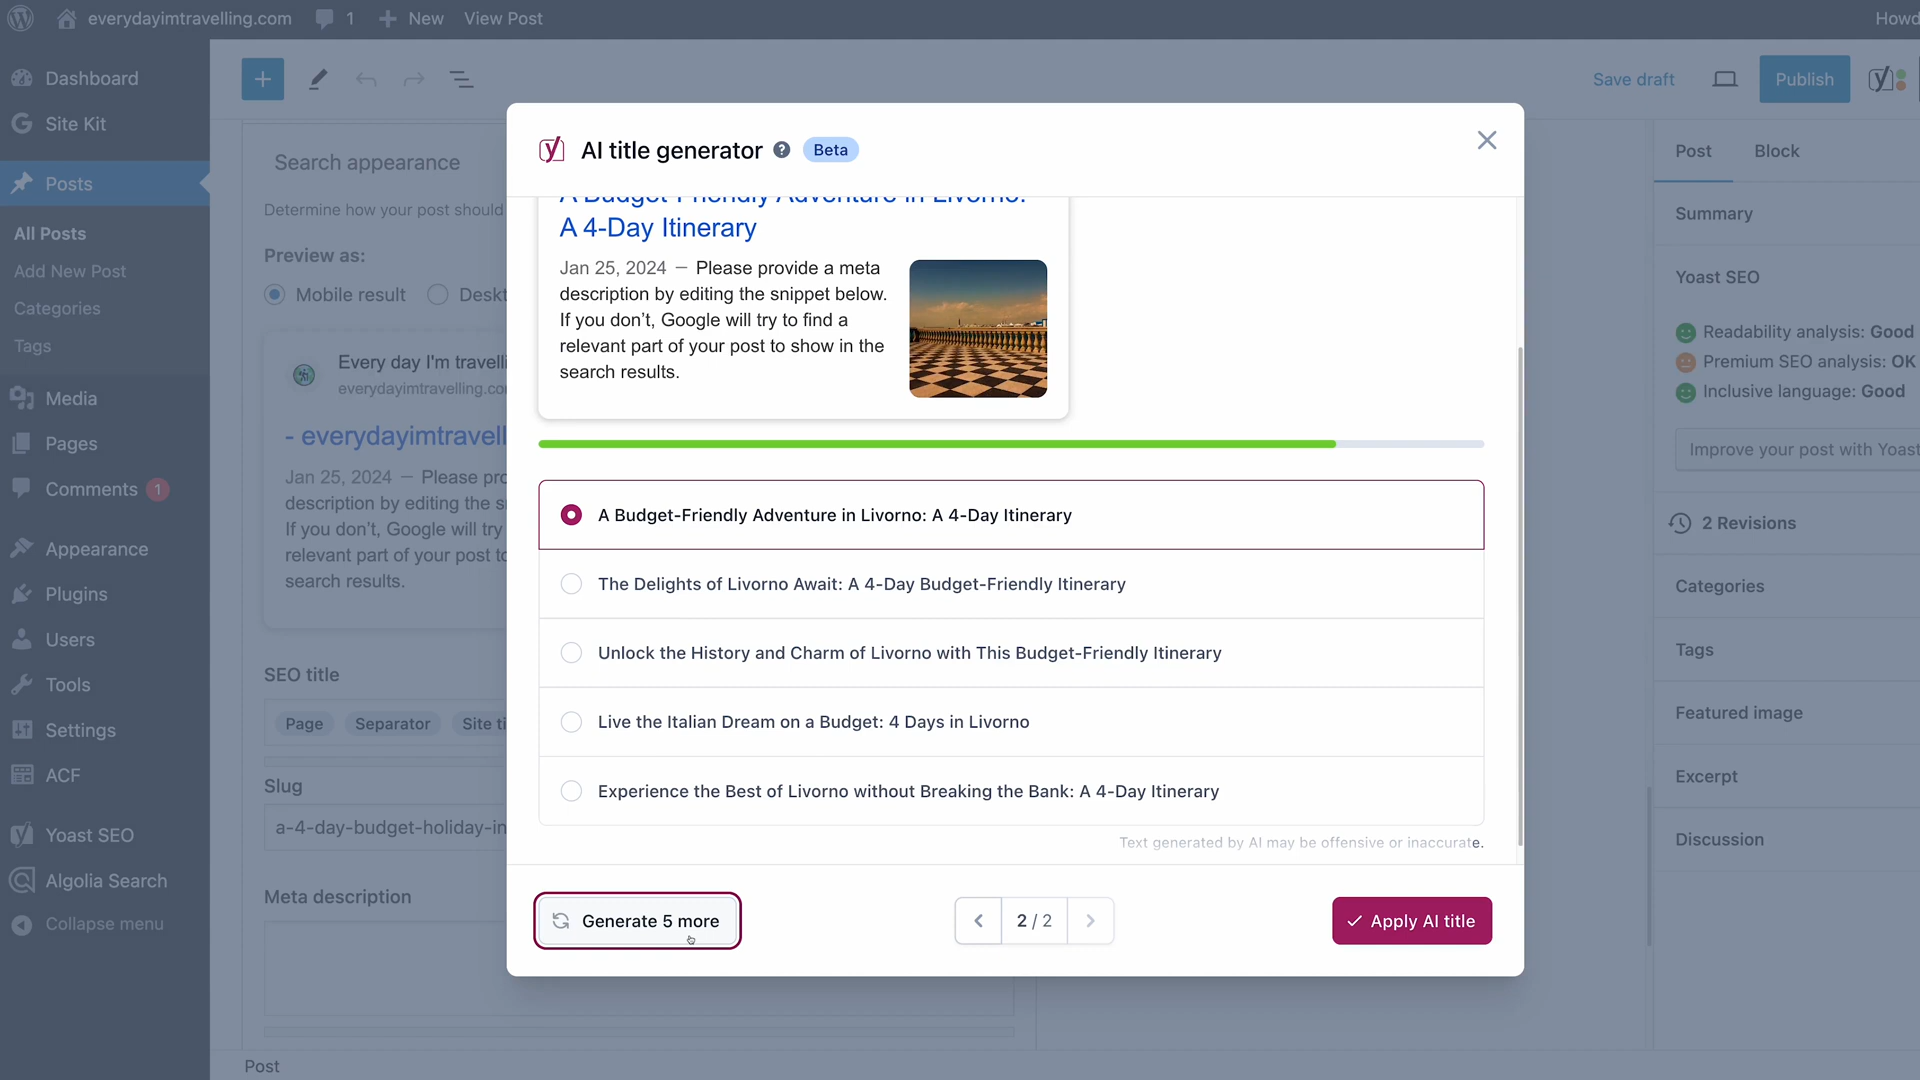 everydayimtravelling.com
1
New
View Post
Howd
Dashboard
Site Kit
Posts
All Posts
Add New Post
Categories
Tags
Media
Pages
Comments 1
Appearance
Plugins
Users
Tools
Settings
ACF
Yoast SEO
Algolia Search
Collapse menu
Save draft
Publish
Search appearance
Determine how your post should
Preview as:
Mobile result
Deskt
Every day I'm travelli
everydayimtravelling.co
- everydayimtravell
Jan 25, 2024 – Please pro
description by editing the s
If you don't, Google will try
relevant part of your post to
search results.
SEO title
Page
Separator
Site ti
Slug
a-4-day-budget-holiday-in
Meta description
Post
AI title generator
?
Beta
A Budget-Friendly Adventure in Livorno:
A 4-Day Itinerary
Jan 25, 2024 – Please provide a meta
description by editing the snippet below.
If you don't, Google will try to find a
relevant part of your post to show in the
search results.
A Budget-Friendly Adventure in Livorno: A 4-Day Itinerary
The Delights of Livorno Await: A 4-Day Budget-Friendly Itinerary
Unlock the History and Charm of Livorno with This Budget-Friendly Itinerary
Live the Italian Dream on a Budget: 4 Days in Livorno
Experience the Best of Livorno without Breaking the Bank: A 4-Day Itinerary
Text generated by AI may be offensive or inaccurate.
Generate 5 more
2 / 2
Apply AI title
Post
Block
Summary
Yoast SEO
Readability analysis: Good
Premium SEO analysis: OK
Inclusive language: Good
Improve your post with Yoast
2 Revisions
Categories
Tags
Featured image
Excerpt
Discussion